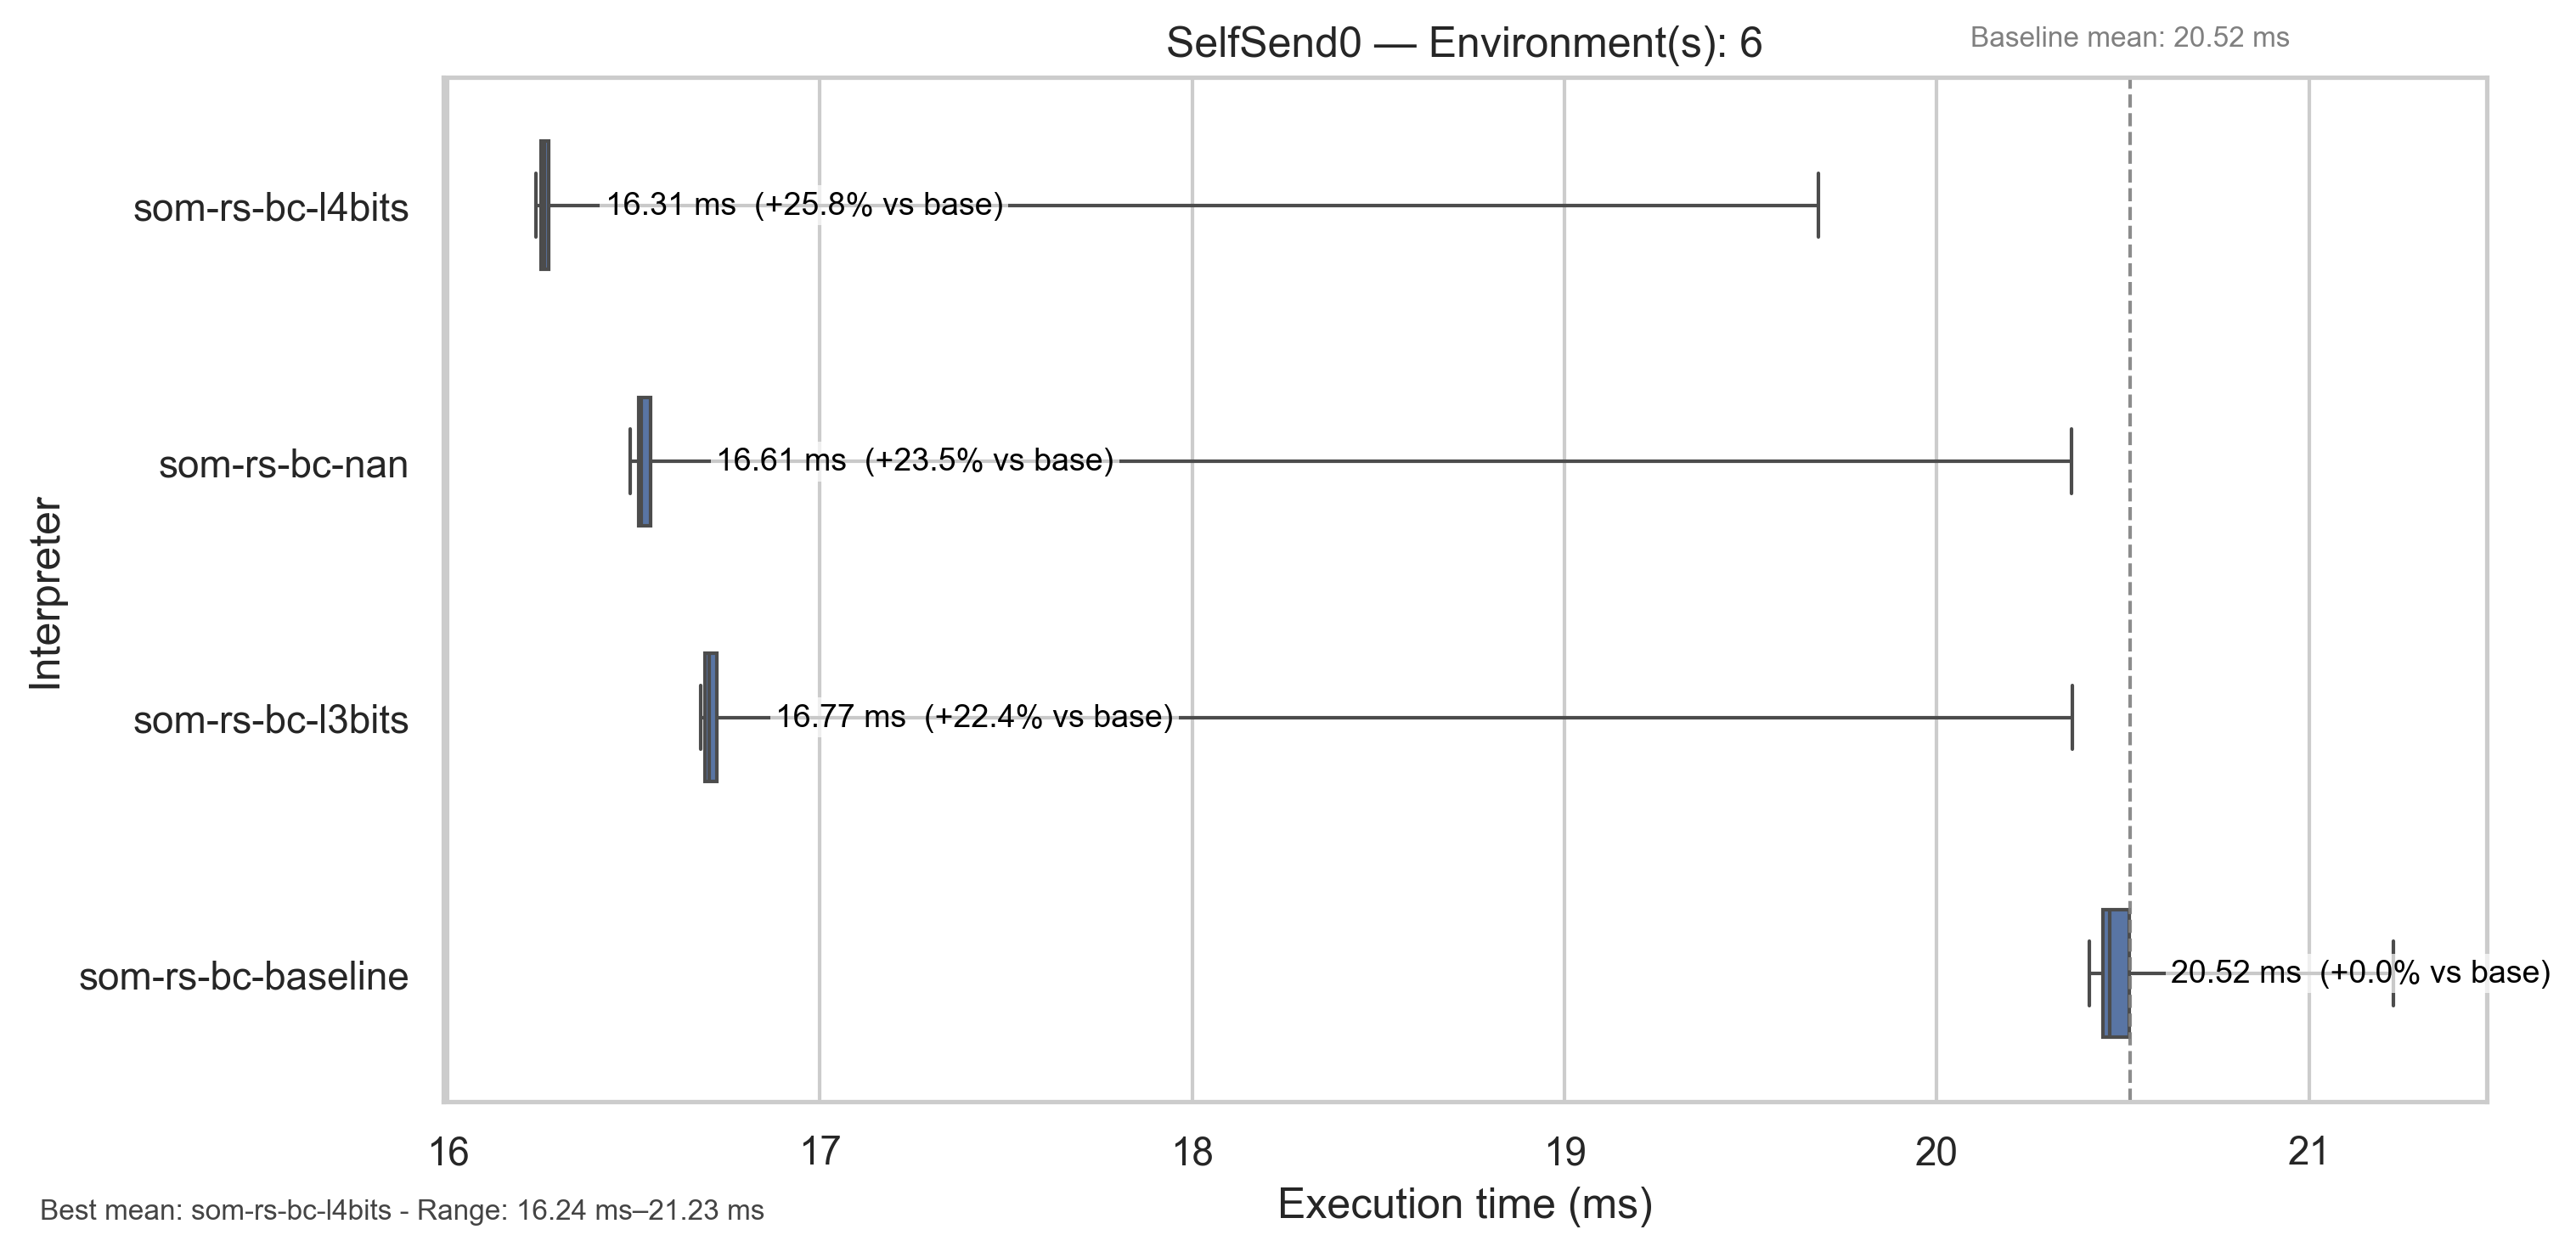 SelfSend0 — Environment(s): 6
Baseline mean: 20.52 ms
Interpreter
som-rs-bc-l4bits
16.31 ms (+25.8% vs base)
som-rs-bc-nan
16.61 ms (+23.5% vs base)
som-rs-bc-l3bits
16.77 ms (+22.4% vs base)
som-rs-bc-baseline
20.52 ms (+0.0% vs base)
16 17 18 19 20 21
Execution time (ms)
Best mean: som-rs-bc-l4bits - Range: 16.24 ms–21.23 ms